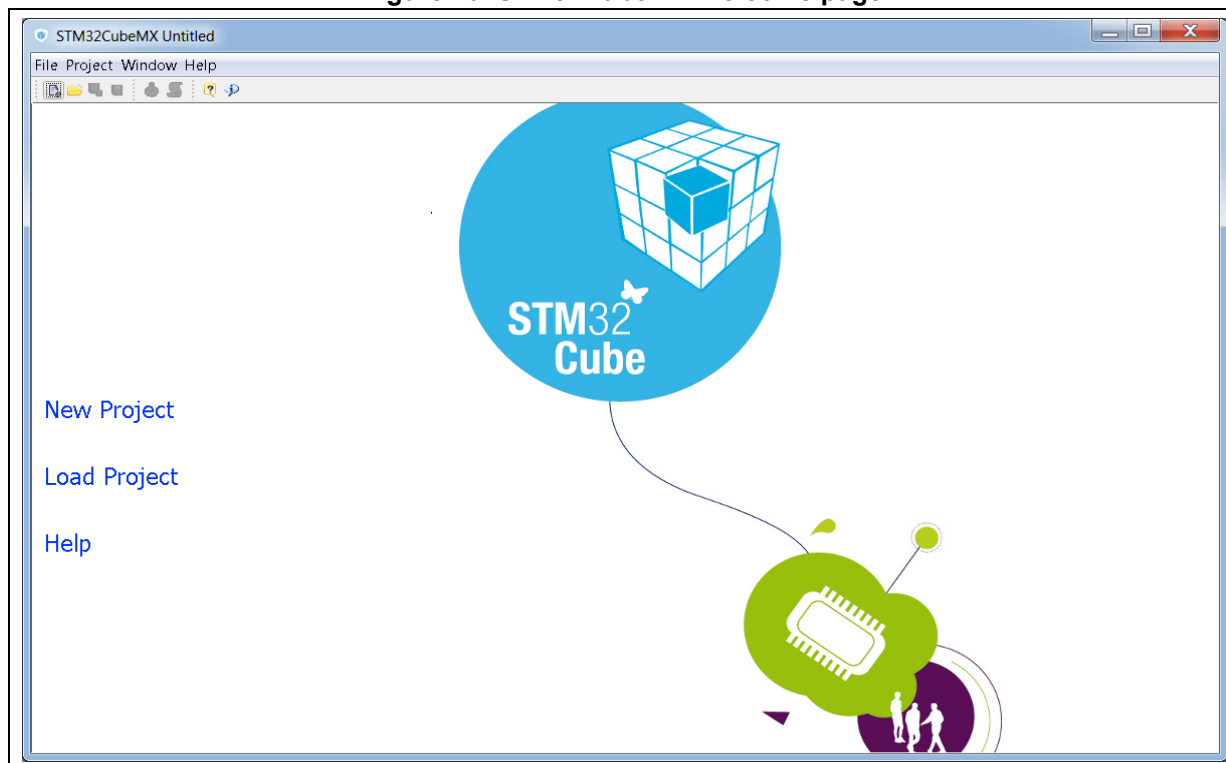 STM32CubeMX Untitled
File Project Window Help
STM32
Cube
New Project
Load Project
Help